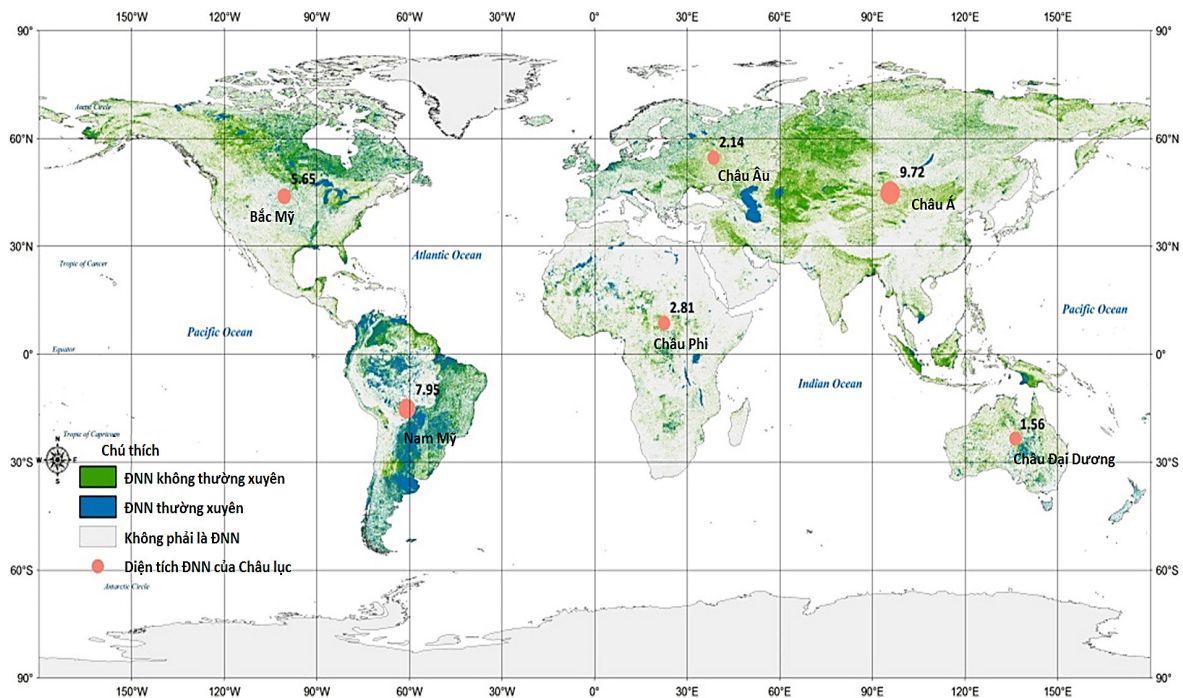 150°W 120°W 90°W 60°W 30°W 0° 30°E 60°E 90°E 120°E 150°E
90° 90°
Arctic Circle
60°N 60°N
2.14
Châu Âu
5.65
Bắc Mỹ
9.72
Châu Á
30°N 30°N
Atlantic Ocean
Tropic of Cancer
Pacific Ocean
2.81
Châu Phi
Pacific Ocean
Equator
0° 0°
Indian Ocean
7.95
Nam Mỹ
1.56
Châu Đại Dương
Tropic of Capricorn
N
W E
S
30°S 30°S
Chú thích
ĐNN không thường xuyên
ĐNN thường xuyên
Không phải là ĐNN
Diện tích ĐNN của Châu lục
60°S 60°S
Antarctic Circle
90° 90°
150°W 120°W 90°W 60°W 30°W 0° 30°E 60°E 90°E 120°E 150°E